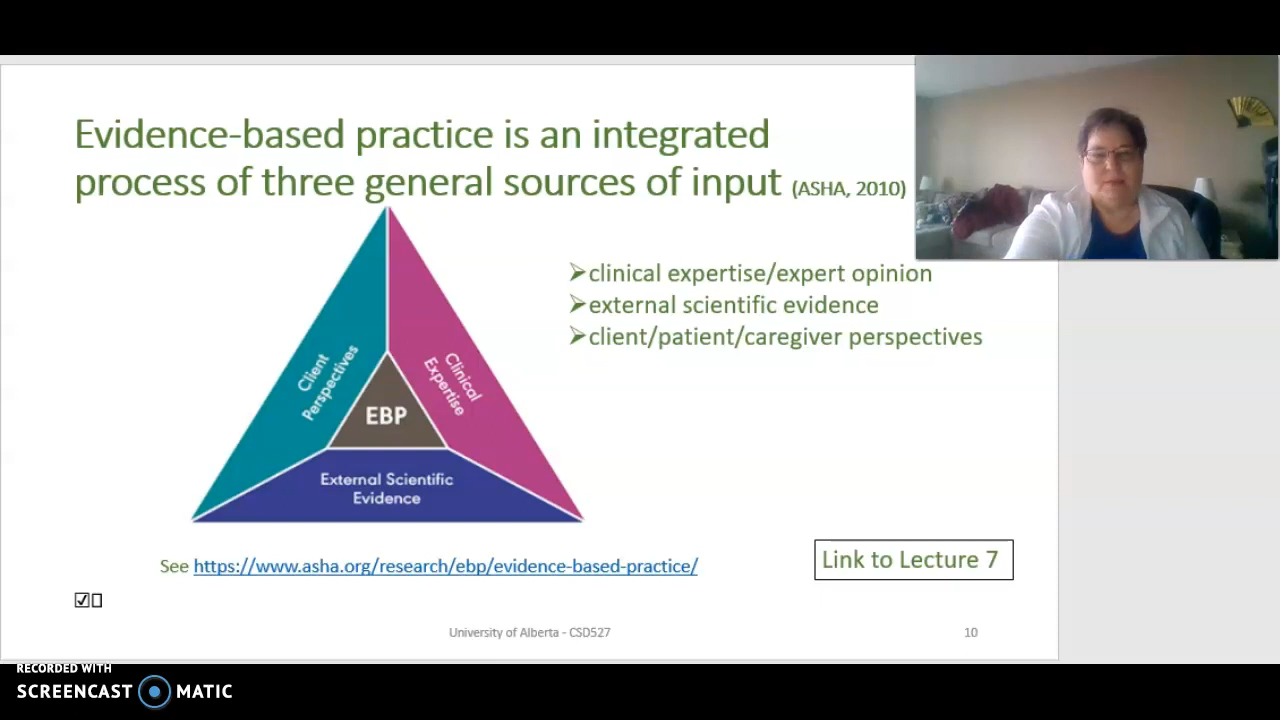 Evidence-based practice is an integrated
process of three general sources of input (ASHA, 2010)
➢clinical expertise/expert opinion
➢external scientific evidence
➢client/patient/caregiver perspectives
Client
Perspectives
Clinical
Expertise
EBP
External Scientific
Evidence
See https://www.asha.org/research/ebp/evidence-based-practice/
Link to Lecture 7
University of Alberta - CSD527
10
RECORDED WITH
SCREENCAST MATIC